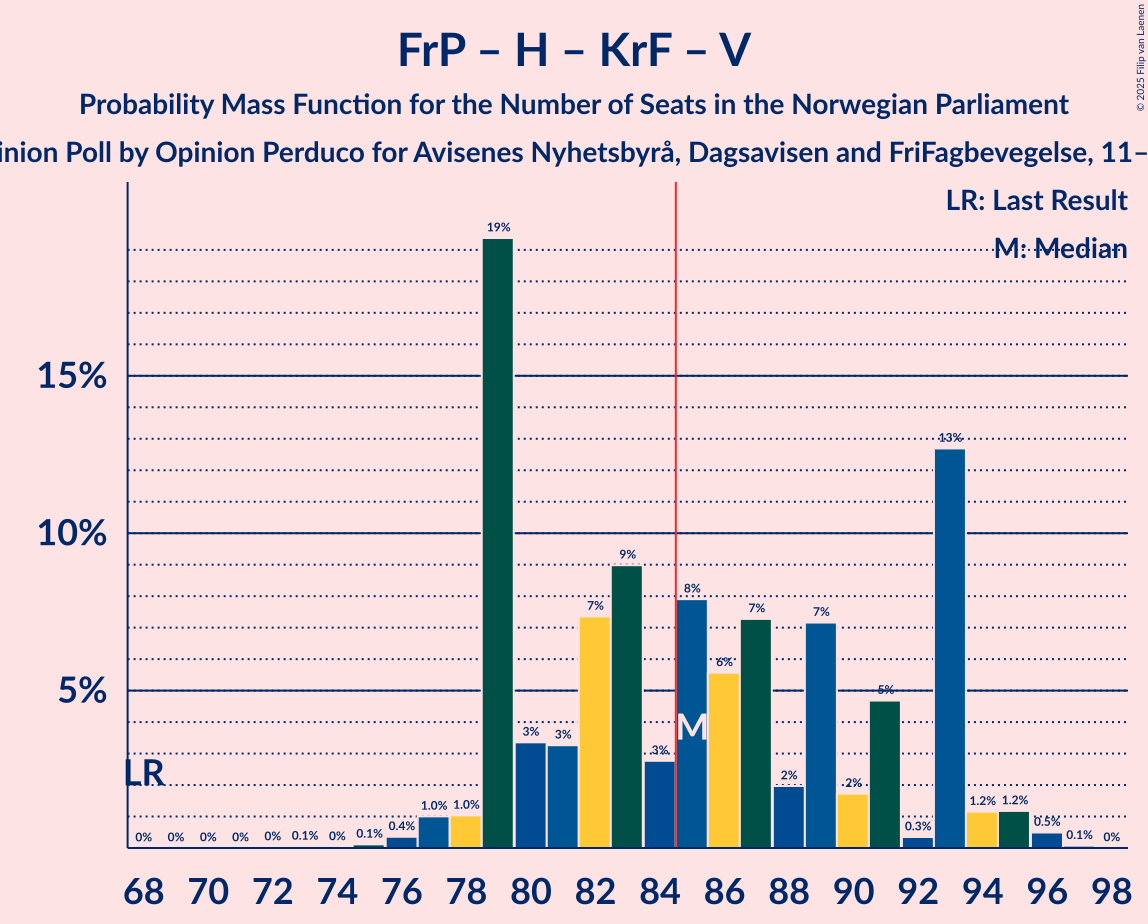 FrP – H – KrF – V
Probability Mass Function for the Number of Seats in the Norwegian Parliament
inion Poll by Opinion Perduco for Avisenes Nyhetsbyrå, Dagsavisen and FriFagbevegelse, 11–
© 2025 Filip van Laenen
LR: Last Result
M: Median
15%
10%
5%
LR
M
0% 0% 0% 0% 0% 0.1% 0% 0.1% 0.4% 1.0% 1.0% 19% 3% 3% 7% 9% 3% 8% 6% 7% 2% 7% 2% 5% 0.3% 13% 1.2% 1.2% 0.5% 0.1% 0%
68 70 72 74 76 78 80 82 84 86 88 90 92 94 96 98